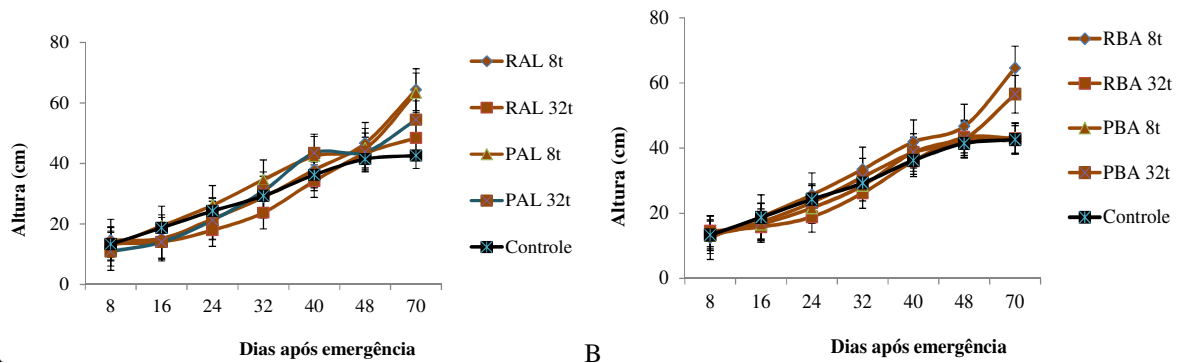 80
60
40
20
0
Altura (cm)
8 16 24 32 40 48 70
Dias após emergência
RAL 8t
RAL 32t
PAL 8t
PAL 32t
Controle
B
80
60
40
20
0
Altura (cm)
8 16 24 32 40 48 70
Dias após emergência
RBA 8t
RBA 32t
PBA 8t
PBA 32t
Controle